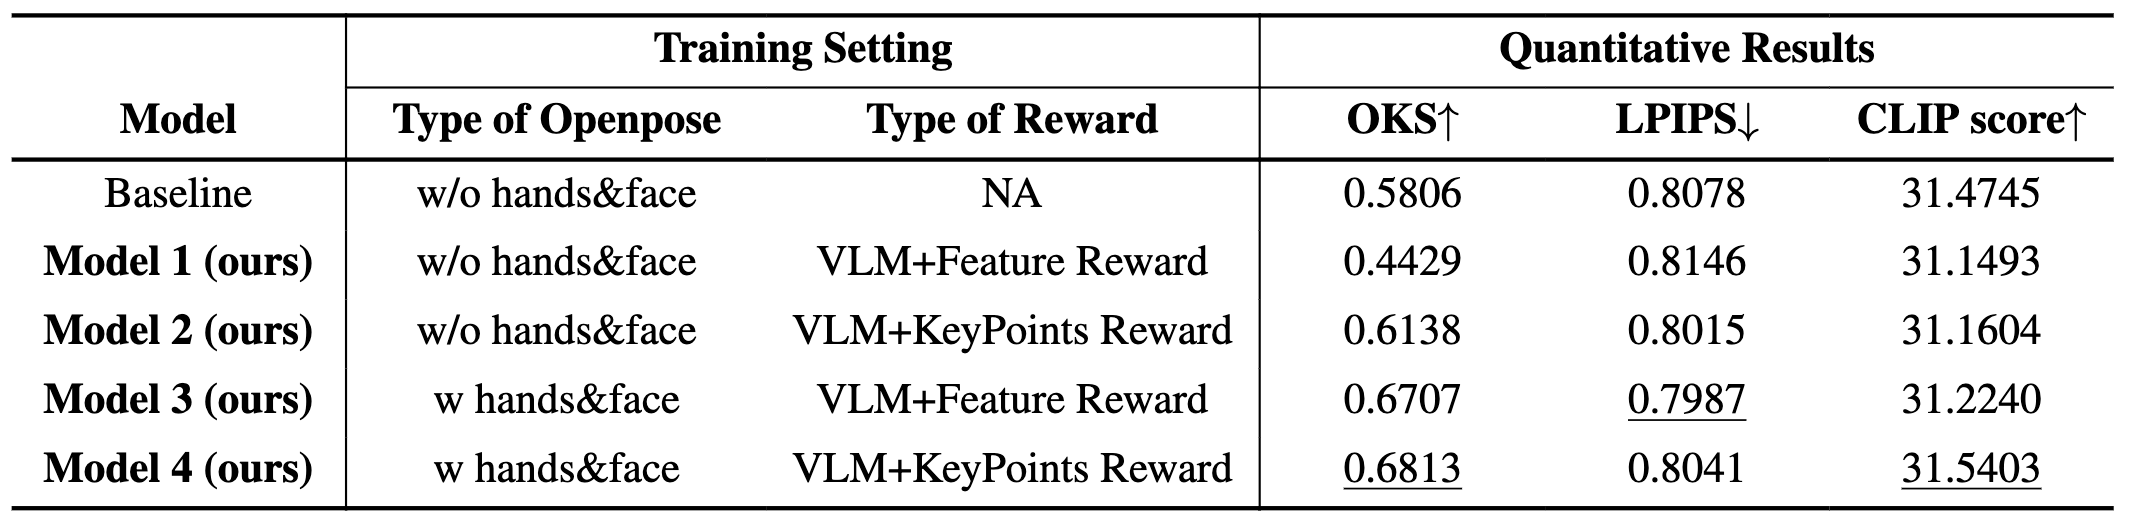 Training Setting Quantitative Results
Model Type of Openpose Type of Reward OKS↑ LPIPS↓ CLIP score↑
Baseline w/o hands&face NA 0.5806 0.8078 31.4745
Model 1 (ours) w/o hands&face VLM+Feature Reward 0.4429 0.8146 31.1493
Model 2 (ours) w/o hands&face VLM+KeyPoints Reward 0.6138 0.8015 31.1604
Model 3 (ours) w hands&face VLM+Feature Reward 0.6707 0.7987 31.2240
Model 4 (ours) w hands&face VLM+KeyPoints Reward 0.6813 0.8041 31.5403